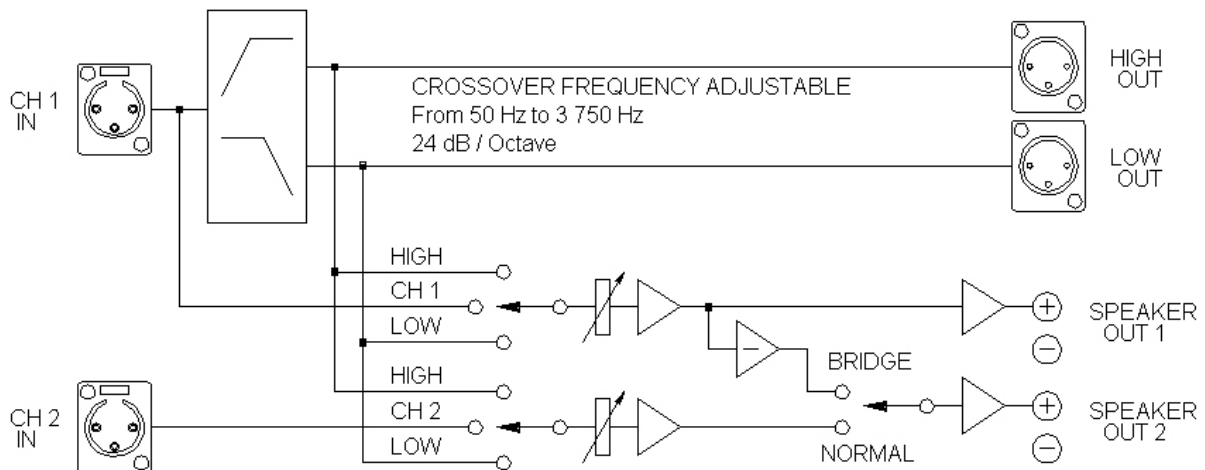 CH 1
IN
CROSSOVER FREQUENCY ADJUSTABLE
From 50 Hz to 3 750 Hz
24 dB / Octave
HIGH
OUT
LOW
OUT
HIGH
CH 1
LOW
SPEAKER
OUT 1
BRIDGE
HIGH
CH 2
LOW
NORMAL
CH 2
IN
SPEAKER
OUT 2